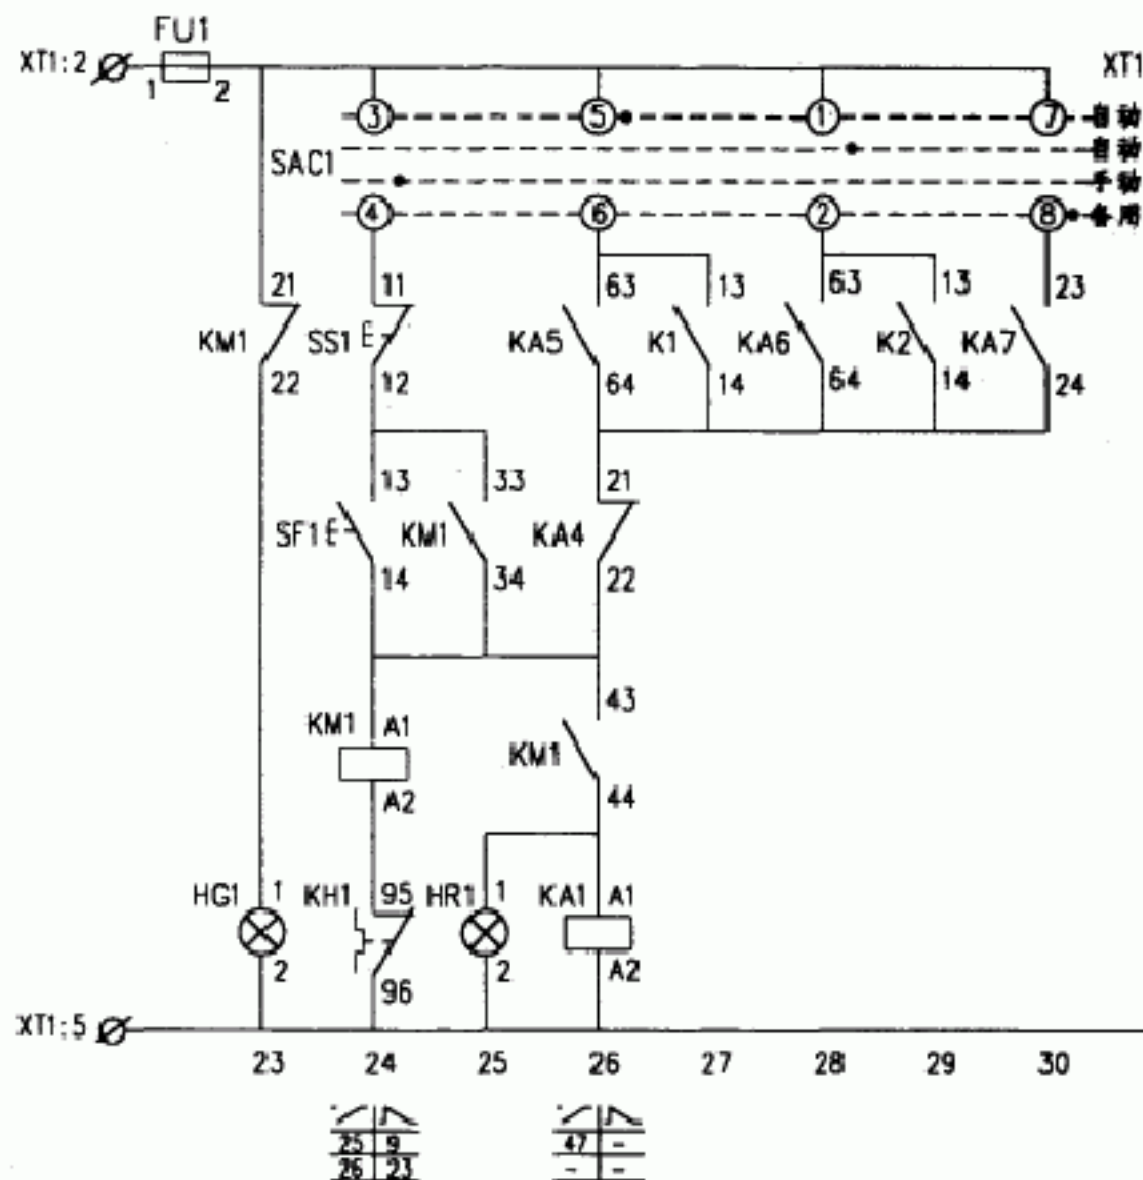 FU1
XT1:2
1 2
XT1
③ ⑤ ① ⑦ 自动
SAC1
自动
手动
④ ⑥ ② ⑧ 备用
21 11 63 13 63 13 23
KM1 SS1 KA5 K1 KA6 K2 KA7
22 12 64 14 64 14 24
13 33 21
SF1 KM1 KA4
14 34 22
43
KM1 A1
KM1
A2 44
HG1 1 KH1 95 HR1 1 KA1 A1
2 96 2 A2
XT1:5
23 24 25 26 27 28 29 30
25 9 47 -
26 23 - -